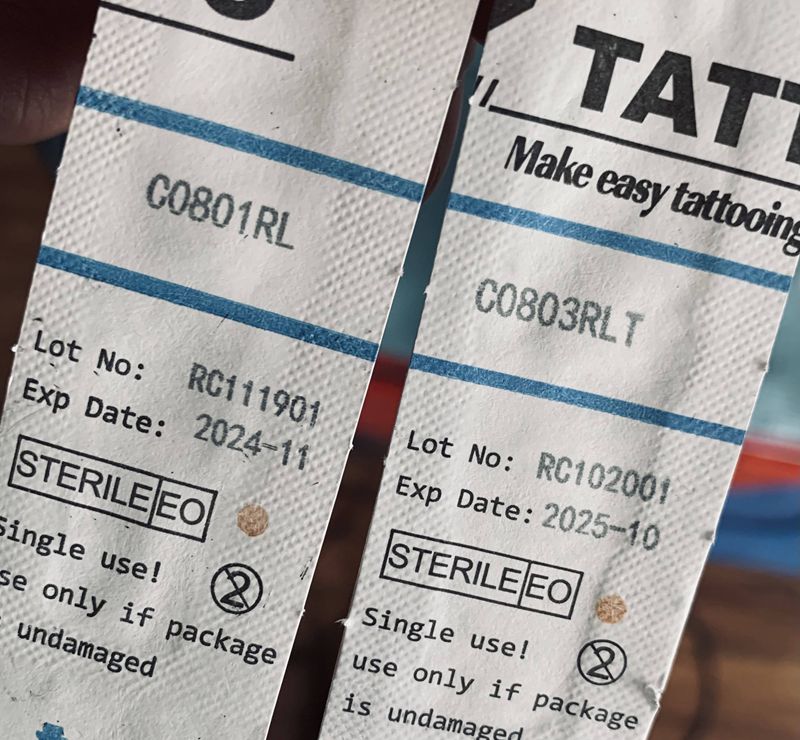 C0801RL
Lot No: RC111901
Exp Date: 2024-11
STERILE EO
Single use!
use only if package
undamaged
TATT
Make easy tattooing
C0803RLT
Lot No: RC102001
Exp Date: 2025-10
STERILE EO
Single use!
2
use only if package
is undamaged